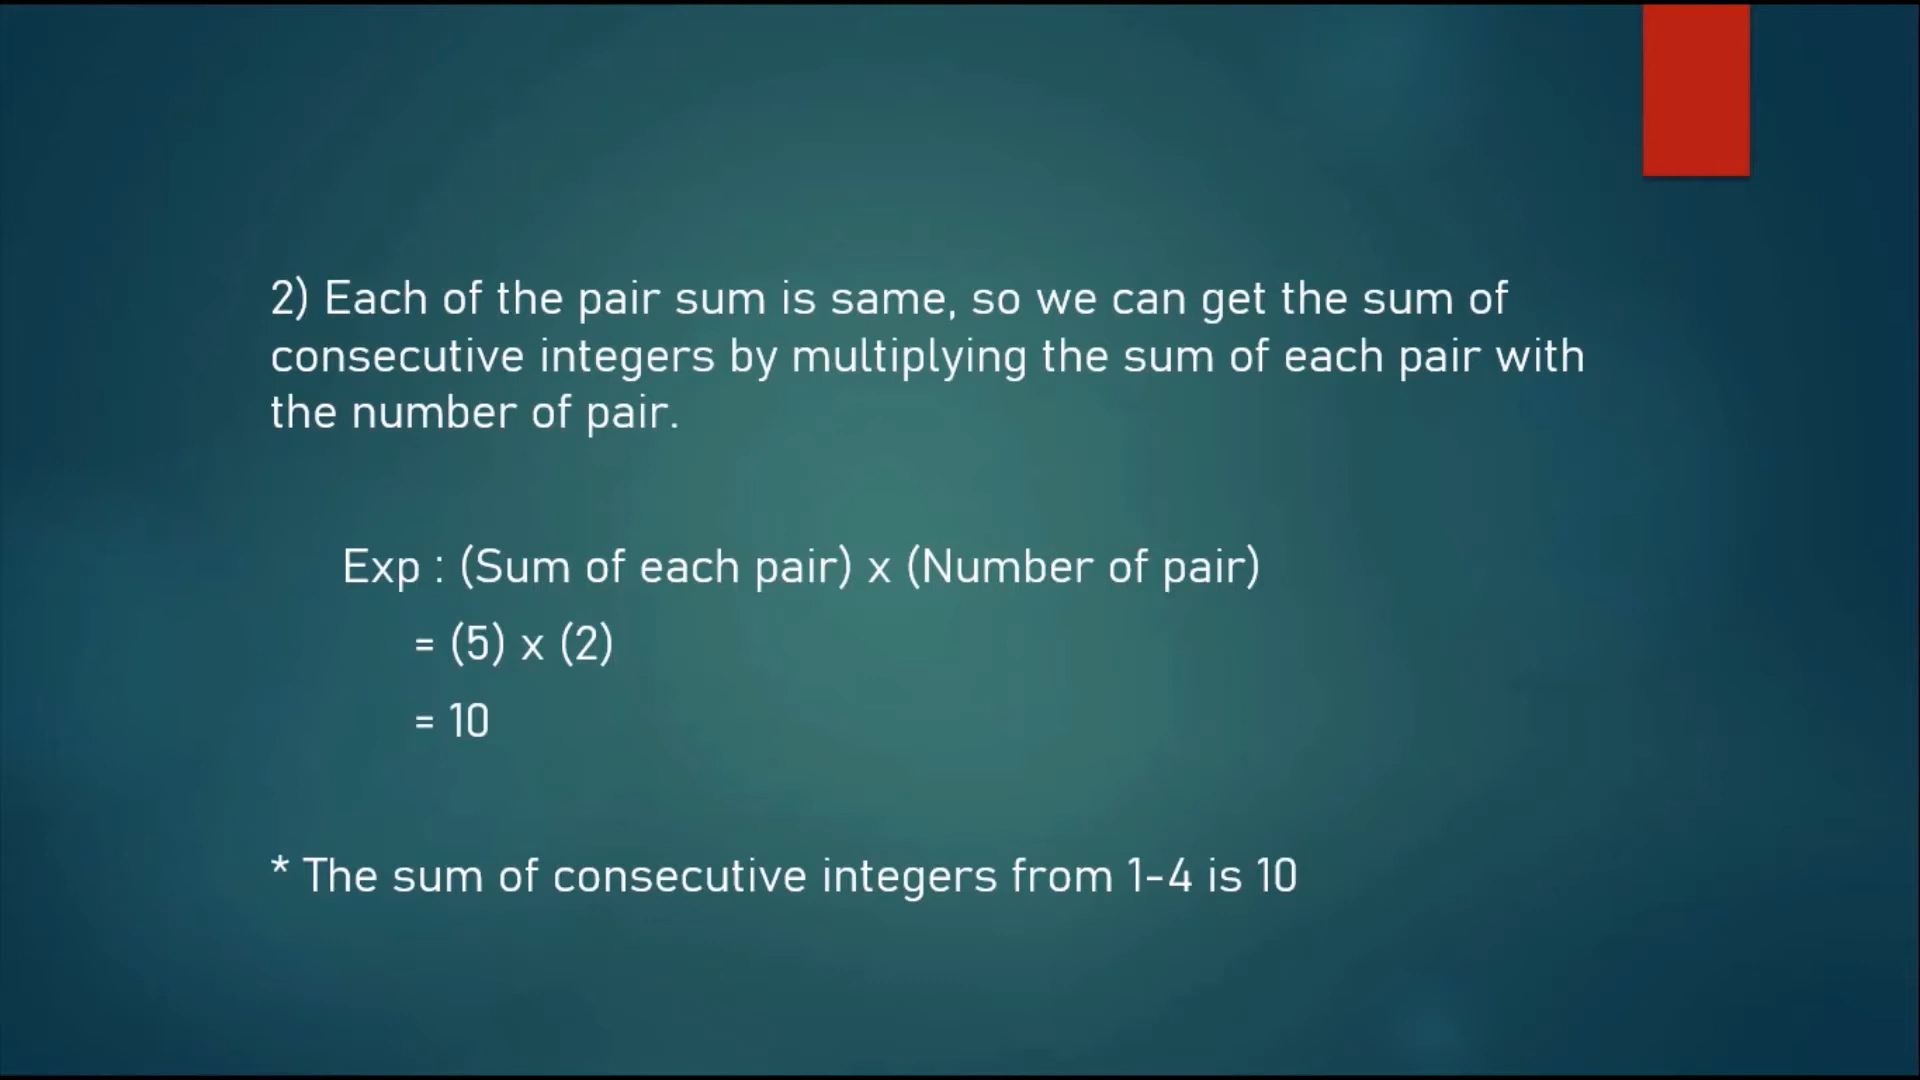 2) Each of the pair sum is same, so we can get the sum of
consecutive integers by multiplying the sum of each pair with
the number of pair.
Exp : (Sum of each pair) x (Number of pair)
= (5) x (2)
= 10
* The sum of consecutive integers from 1-4 is 10